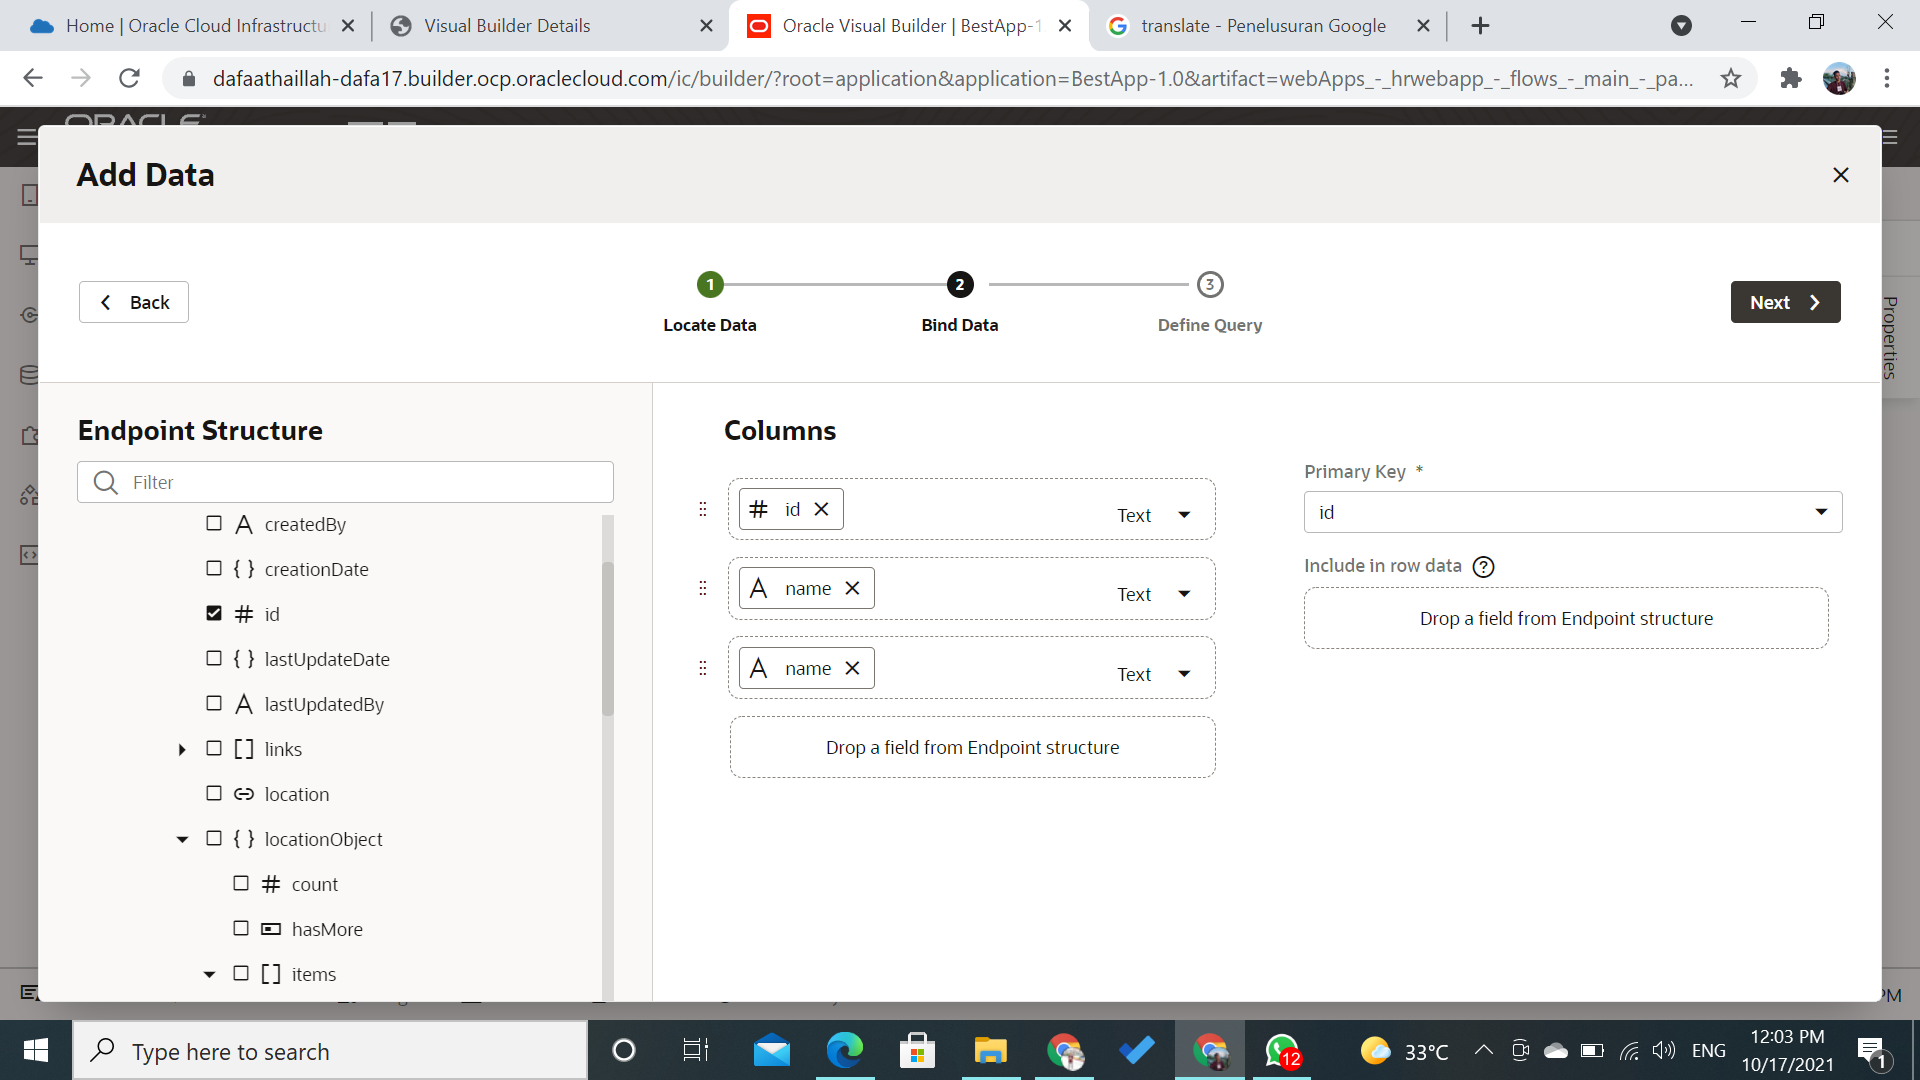 Home | Oracle Cloud Infrastructu
Visual Builder Details
Oracle Visual Builder | BestApp-1
translate - Penelusuran Google
dafaathaillah-dafa17.builder.ocp.oraclecloud.com/ic/builder/?root=application&application=BestApp-1.0&artifact=webApps_-_hrwebapp_-_flows_-_main_-_pa...
ORACLE
Add Data
Back
1
2
3
Next
Locate Data
Bind Data
Define Query
Properties
Endpoint Structure
Filter
createdBy
creationDate
id
lastUpdateDate
lastUpdatedBy
links
location
locationObject
count
hasMore
items
Columns
id
Text
name
Text
name
Text
Drop a field from Endpoint structure
Primary Key *
id
Include in row data
Drop a field from Endpoint structure
PM
Type here to search
12
33°C
ENG
12:03 PM
10/17/2021
1